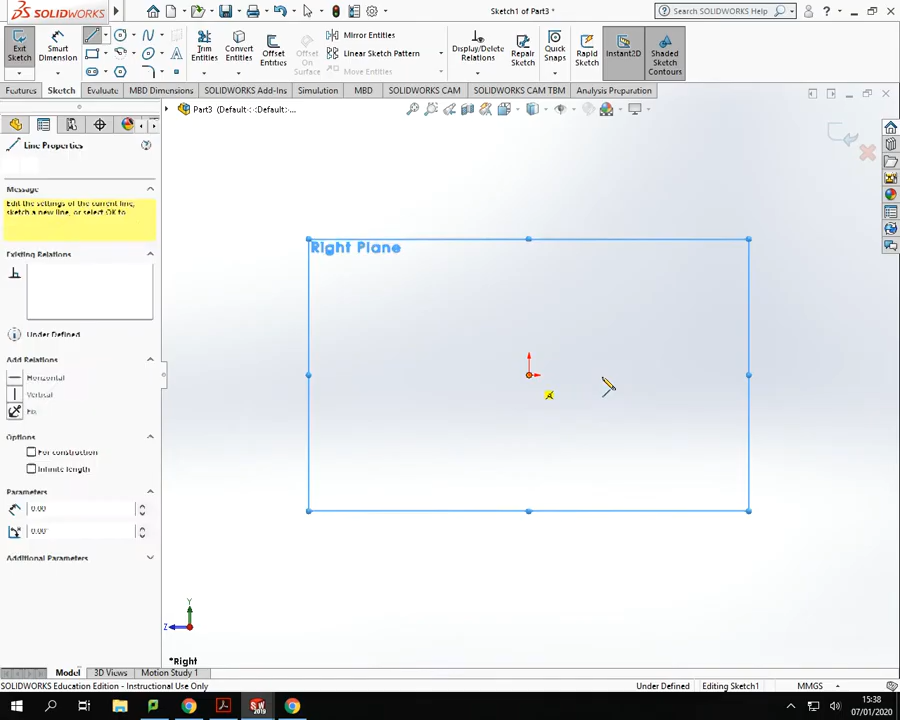 SOLIDWORKS
Sketch1 of Part3 *
Search SOLIDWORKS Help
Exit Sketch
Smart Dimension
Trim Entities
Convert Entities
Offset Entities
Offset On Surface
Mirror Entities
Linear Sketch Pattern
Move Entities
Display/Delete Relations
Repair Sketch
Quick Snaps
Rapid Sketch
Instant2D
Shaded Sketch Contours
Features
Sketch
Evaluate
MBD Dimensions
SOLIDWORKS Add-Ins
Simulation
MBD
SOLIDWORKS CAM
SOLIDWORKS CAM TBM
Analysis Preparation
Part3 (Default<<Default>...
Line Properties
Message
Edit the settings of the current line,
sketch a new line, or select OK to
Existing Relations
Under Defined
Add Relations
Horizontal
Vertical
Fix
Options
For construction
Infinite length
Parameters
0.00
0.00°
Additional Parameters
Right Plane
Y
Z
*Right
Model
3D Views
Motion Study 1
SOLIDWORKS Education Edition - Instructional Use Only
Under Defined
Editing Sketch1
MMGS
SW
2019
15:38
07/01/2020